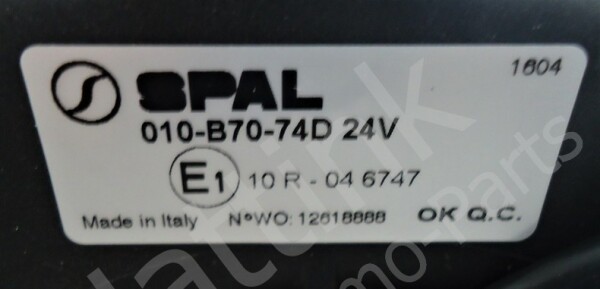 SPAL
1604
010-B70-74D 24V
E1 10 R - 04 6747
Made in Italy N°WO: 12618888 OK Q.C.